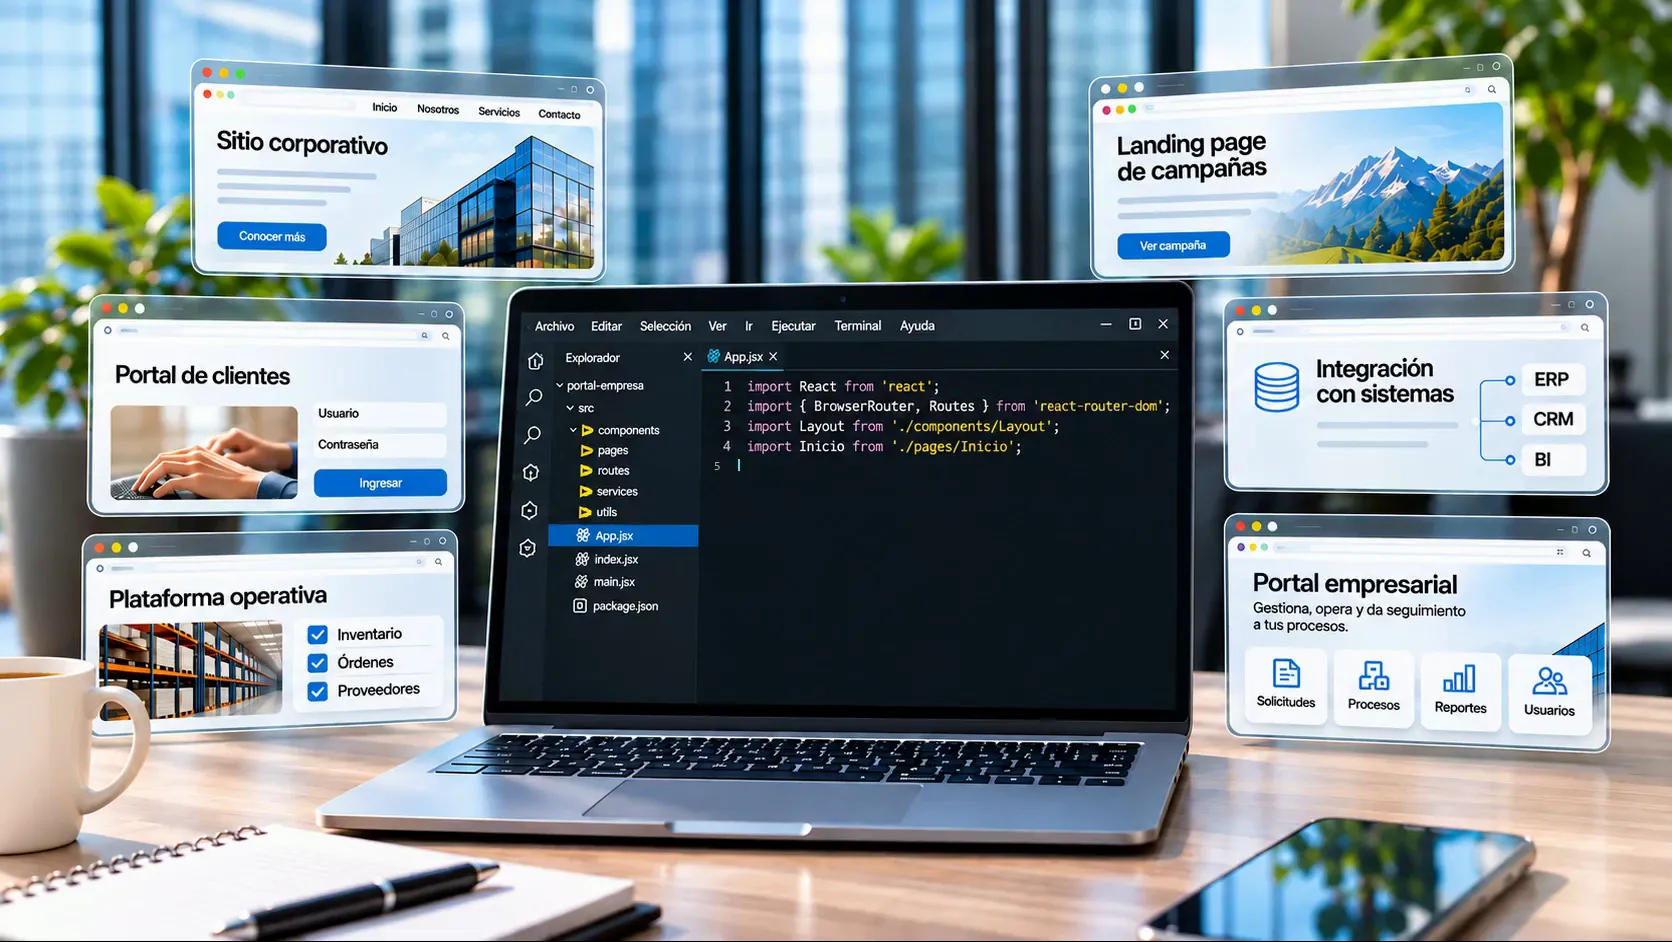 Inicio Nosotros Servicios Contacto
Sitio corporativo
Conocer más
Landing page
de campañas
Ver campaña
Portal de clientes
Usuario
Contraseña
Ingresar
Plataforma operativa
Inventario
Órdenes
Proveedores
Archivo Editar Selección Ver Ir Ejecutar Terminal Ayuda
Explorador
portal-empresa
src
components
pages
routes
services
utils
App.jsx
index.jsx
main.jsx
package.json
App.jsx
1 import React from 'react';
2 import { BrowserRouter, Routes } from 'react-router-dom';
3 import Layout from './components/Layout';
4 import Inicio from './pages/Inicio';
5
Integración
con sistemas
ERP
CRM
BI
Portal empresarial
Gestiona, opera y da seguimiento
a tus procesos.
Solicitudes Procesos Reportes Usuarios